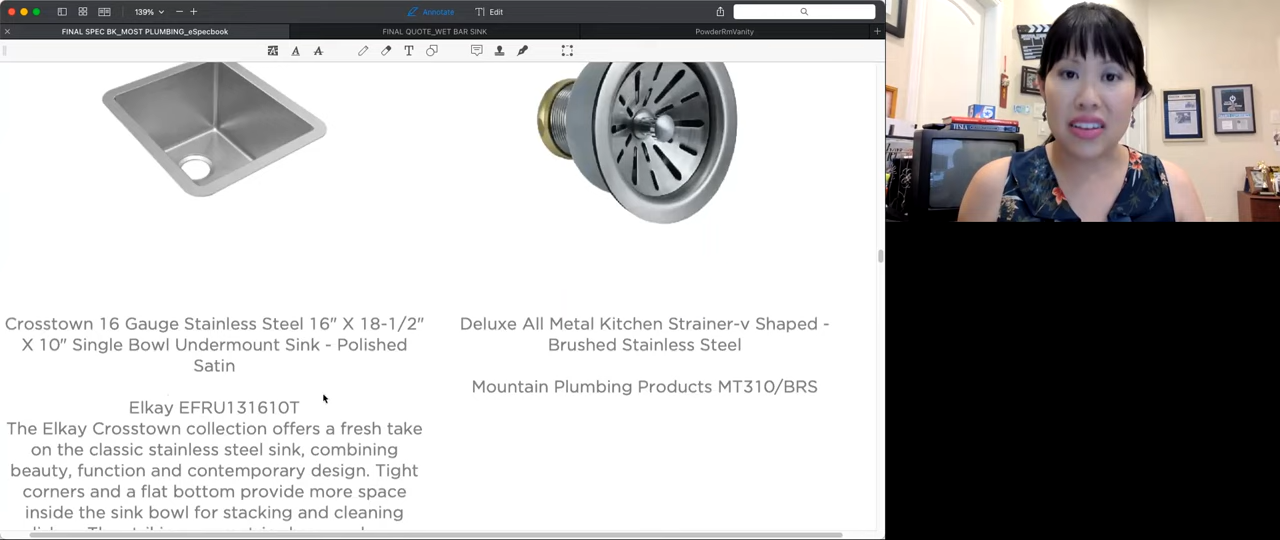 139%
Annotate
Edit
FINAL SPEC BK_MOST PLUMBING_eSpecbook
FINAL QUOTE_WET BAR SINK
PowderRmVanity
Crosstown 16 Gauge Stainless Steel 16" X 18-1/2"
X 10" Single Bowl Undermount Sink - Polished
Satin
Elkay EFRU131610T
The Elkay Crosstown collection offers a fresh take
on the classic stainless steel sink, combining
beauty, function and contemporary design. Tight
corners and a flat bottom provide more space
inside the sink bowl for stacking and cleaning
Deluxe All Metal Kitchen Strainer-v Shaped -
Brushed Stainless Steel
Mountain Plumbing Products MT310/BRS
5
TESLA